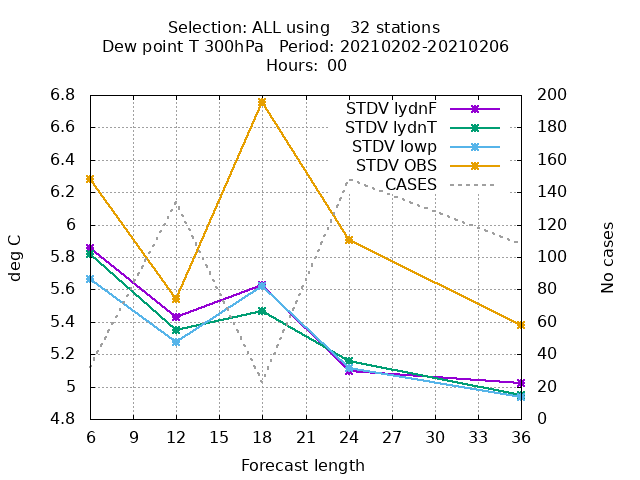 Selection: ALL using    32 stations
Dew point T 300hPa   Period: 20210202-20210206
Hours:  00
STDV lydnF
STDV lydnT
STDV lowp
STDV OBS
CASES
deg C
6.8
6.6
6.4
6.2
6
5.8
5.6
5.4
5.2
5
4.8
200
180
160
140
120
100
80
60
40
20
0
No cases
6 9 12 15 18 21 24 27 30 33 36
Forecast length